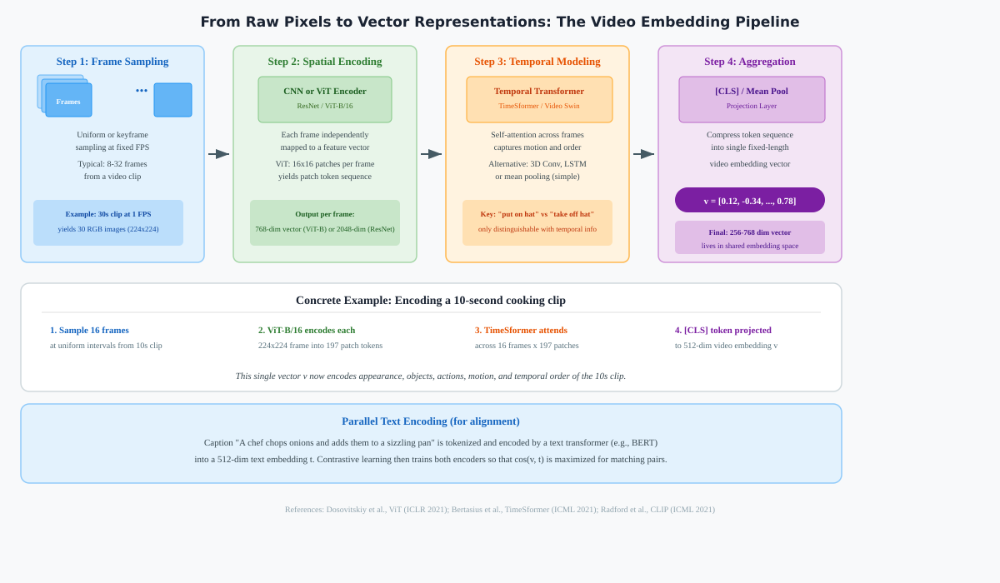 From Raw Pixels to Vector Representations: The Video Embedding Pipeline
Step 1: Frame Sampling
Frames
•••
Uniform or keyframe
sampling at fixed FPS
Typical: 8-32 frames
from a video clip
Example: 30s clip at 1 FPS
yields 30 RGB images (224x224)
Step 2: Spatial Encoding
CNN or ViT Encoder
ResNet / ViT-B/16
Each frame independently
mapped to a feature vector
ViT: 16x16 patches per frame
yields patch token sequence
Output per frame:
768-dim vector (ViT-B) or 2048-dim (ResNet)
Step 3: Temporal Modeling
Temporal Transformer
TimeSformer / Video Swin
Self-attention across frames
captures motion and order
Alternative: 3D Conv, LSTM
or mean pooling (simple)
Key: "put on hat" vs "take off hat"
only distinguishable with temporal info
Step 4: Aggregation
[CLS] / Mean Pool
Projection Layer
Compress token sequence
into single fixed-length
video embedding vector
v = [0.12, -0.34, ..., 0.78]
Final: 256-768 dim vector
lives in shared embedding space
Concrete Example: Encoding a 10-second cooking clip
1. Sample 16 frames
at uniform intervals from 10s clip
2. ViT-B/16 encodes each
224x224 frame into 197 patch tokens
3. TimeSformer attends
across 16 frames x 197 patches
4. [CLS] token projected
to 512-dim video embedding v
This single vector v now encodes appearance, objects, actions, motion, and temporal order of the 10s clip.
Parallel Text Encoding (for alignment)
Caption "A chef chops onions and adds them to a sizzling pan" is tokenized and encoded by a text transformer (e.g., BERT)
into a 512-dim text embedding t. Contrastive learning then trains both encoders so that cos(v, t) is maximized for matching pairs.
References: Dosovitskiy et al., ViT (ICLR 2021); Bertasius et al., TimeSformer (ICML 2021); Radford et al., CLIP (ICML 2021)